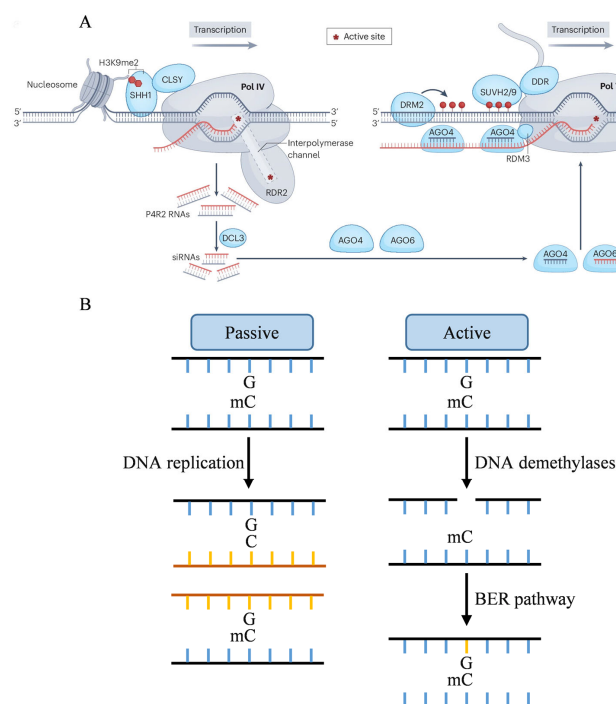 A
Transcription
Active site
Transcription
H3K9me2
Nucleosome
CLSY
SHH1
Pol IV
DDR
SUVH2/9
DRM2
Pol
5′
3′
3′
5′
5′
3′
AGO4
AGO4
RDM3
Interpolymerase
channel
RDR2
P4R2 RNAs
DCL3
siRNAs
AGO4
AGO6
AGO4
AGO6
B
Passive
Active
G
mC
G
mC
DNA replication
DNA demethylases
G
C
mC
G
mC
BER pathway
G
mC